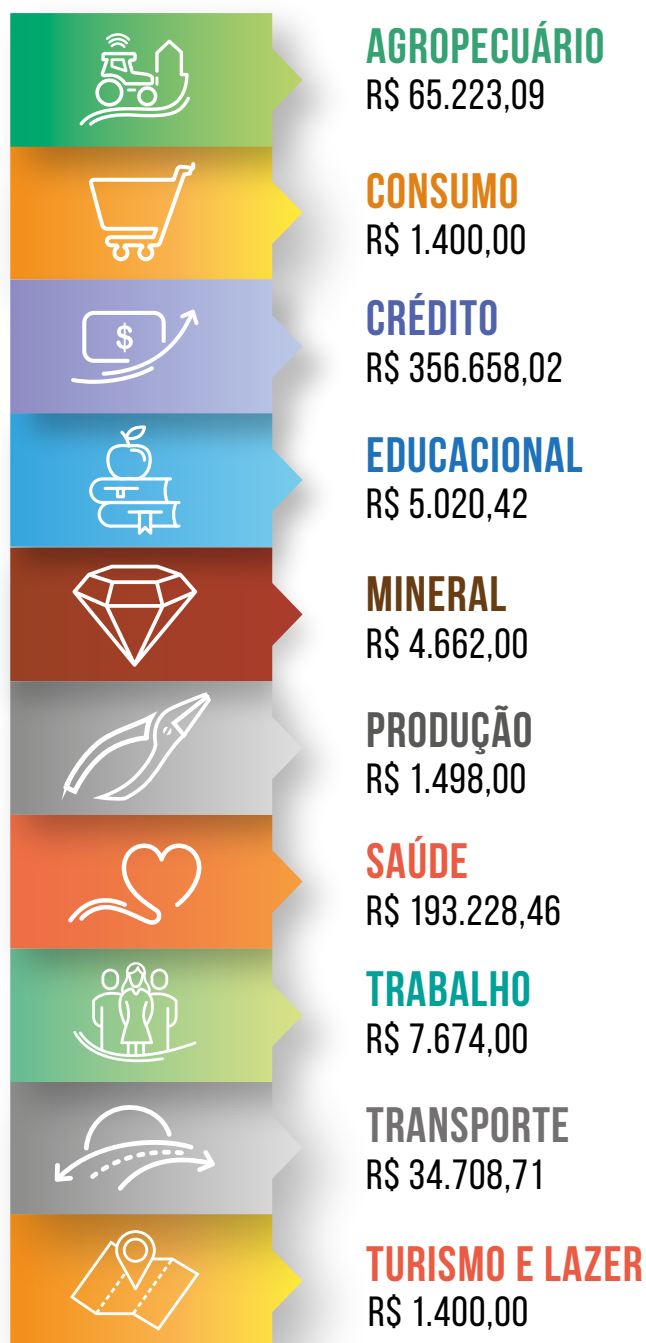 AGROPECUÁRIO
R$ 65.223,09
CONSUMO
R$ 1.400,00
$
CRÉDITO
R$ 356.658,02
EDUCACIONAL
R$ 5.020,42
MINERAL
R$ 4.662,00
PRODUÇÃO
R$ 1.498,00
SAÚDE
R$ 193.228,46
TRABALHO
R$ 7.674,00
TRANSPORTE
R$ 34.708,71
TURISMO E LAZER
R$ 1.400,00